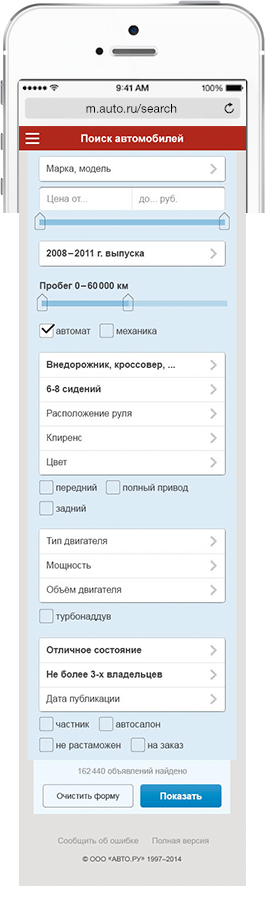 9:41 AM 100%
m.auto.ru/search
Поиск автомобилей
Марка, модель
Цена от... до... руб.
2008–2011 г. выпуска
Пробег 0–60 000 км
автомат механика
Внедорожник, кроссовер, ...
6-8 сидений
Расположение руля
Клиренс
Цвет
передний полный привод
задний
Тип двигателя
Мощность
Объём двигателя
турбонаддув
Отличное состояние
Не более 3-х владельцев
Дата публикации
частник автосалон
не растаможен на заказ
162 440 объявлений найдено
Очистить форму Показать
Сообщить об ошибке Полная версия
© ООО «АВТО.РУ» 1997–2014